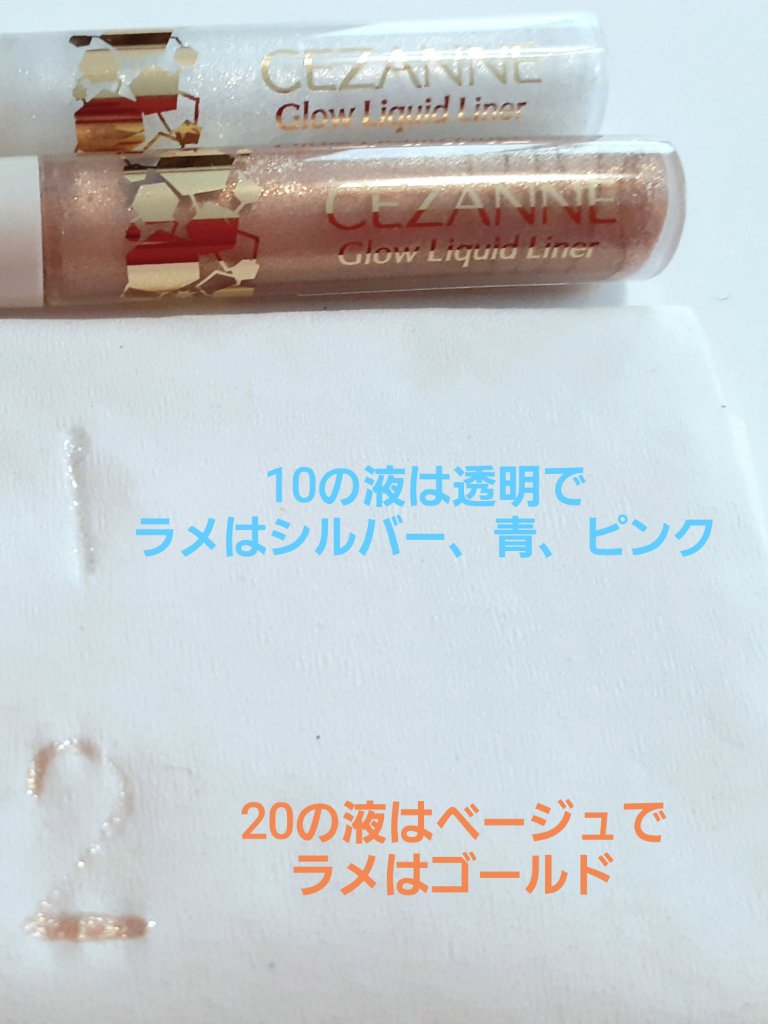 CEZANNE
Glow Liquid Liner
CEZANNE
Glow Liquid Liner
1
10の液は透明で
ラメはシルバー、青、ピンク
2
20の液はベージュで
ラメはゴールド